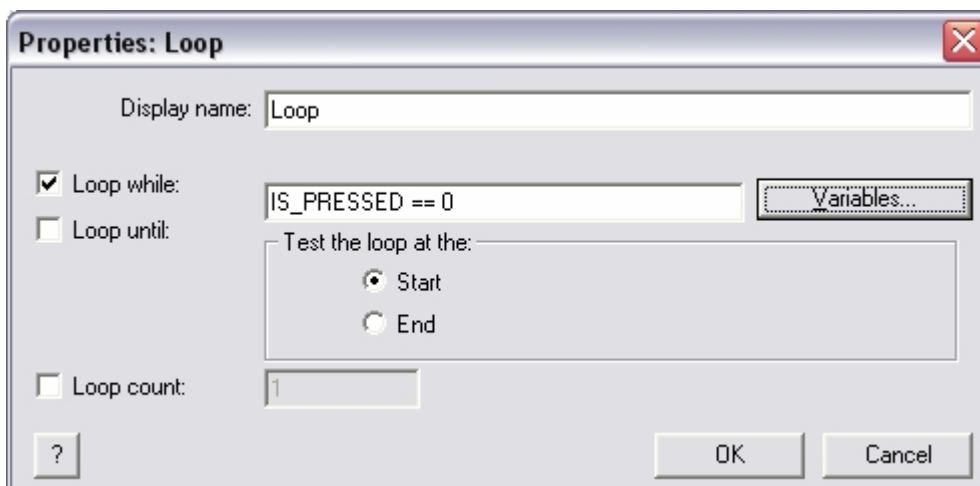 Properties: Loop
Display name: Loop
Loop while: IS_PRESSED == 0 Variables...
Loop until:
Test the loop at the:
Start
End
Loop count: 1
? OK Cancel